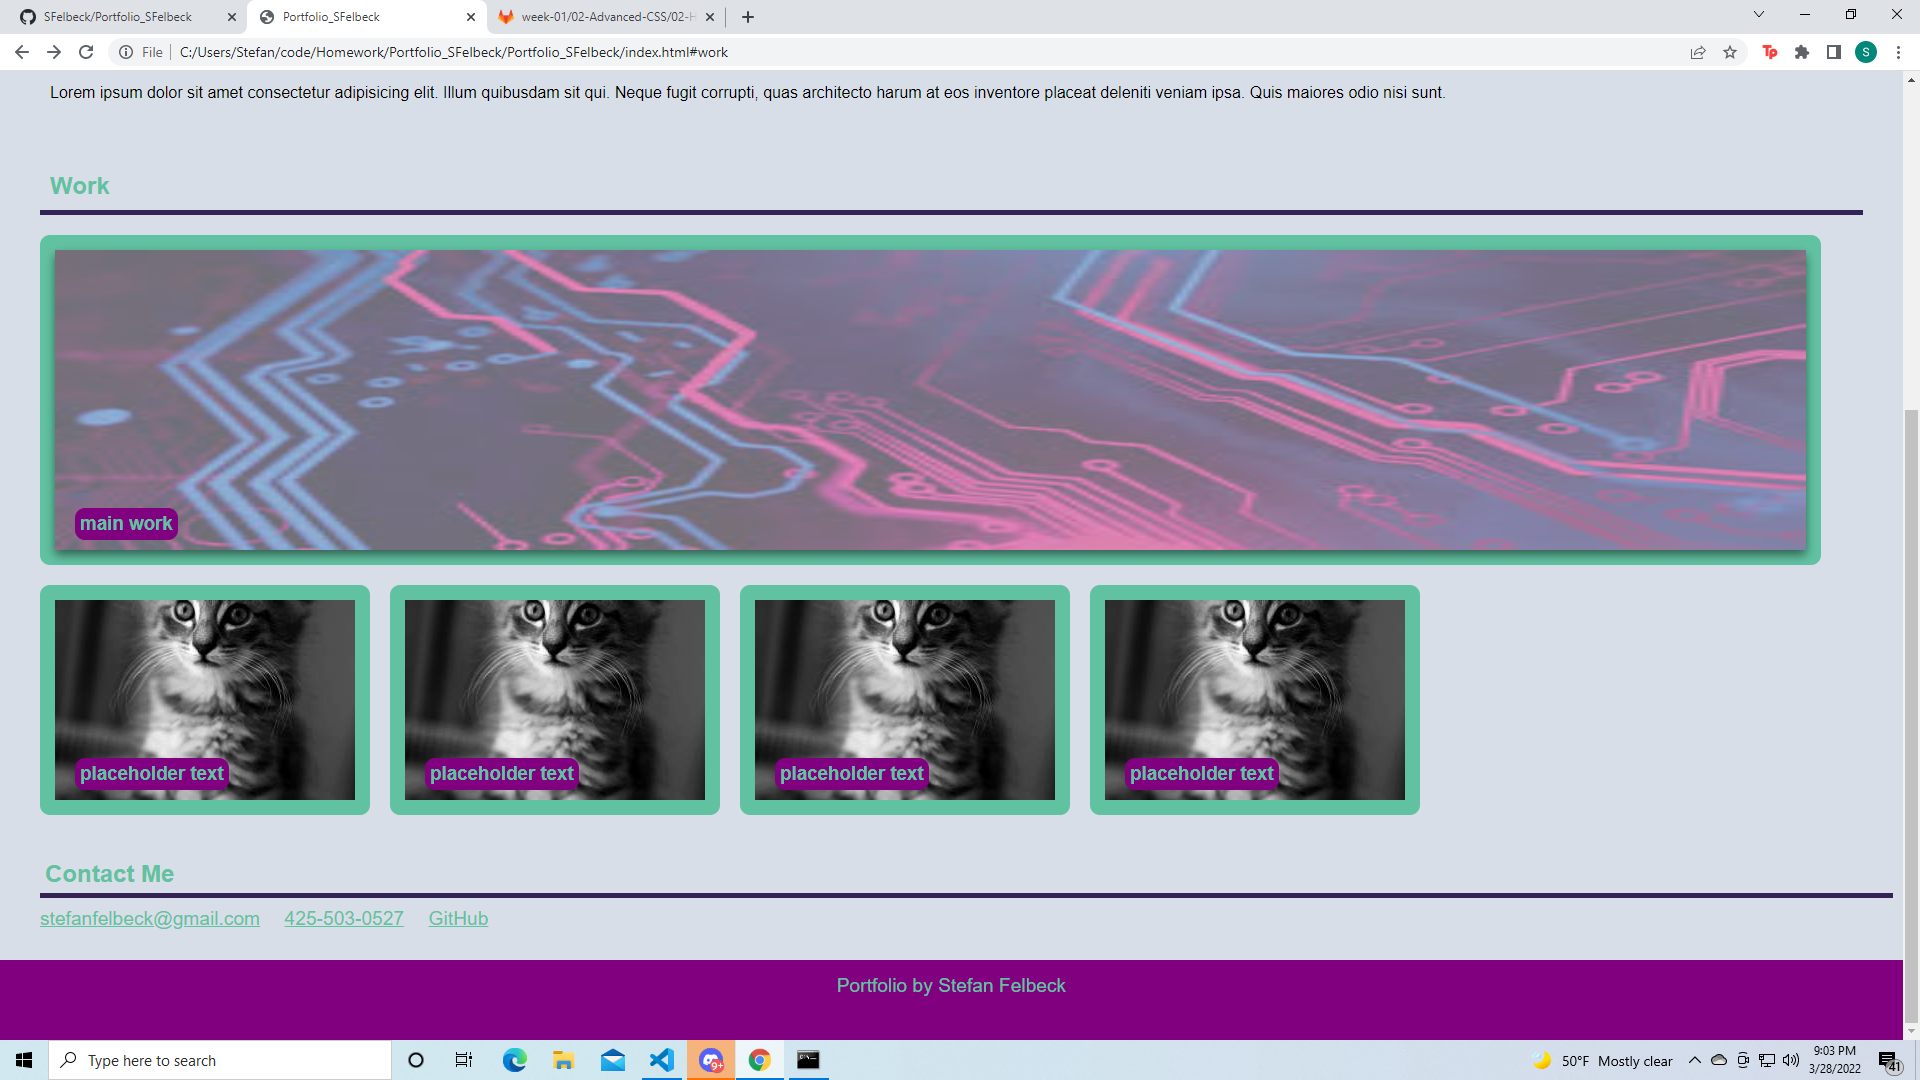 SFelbeck/Portfolio_SFelbeck
Portfolio_SFelbeck
week-01/02-Advanced-CSS/02-H
File
C:/Users/Stefan/code/Homework/Portfolio_SFelbeck/Portfolio_SFelbeck/index.html#work
Tp
S
Lorem ipsum dolor sit amet consectetur adipisicing elit. Illum quibusdam sit qui. Neque fugit corrupti, quas architecto harum at eos inventore placeat deleniti veniam ipsa. Quis maiores odio nisi sunt.
Work
main work
placeholder text placeholder text placeholder text placeholder text
Contact Me
stefanfelbeck@gmail.com 425-503-0527 GitHub
Portfolio by Stefan Felbeck
Type here to search
9+
50°F Mostly clear
9:03 PM
3/28/2022
41